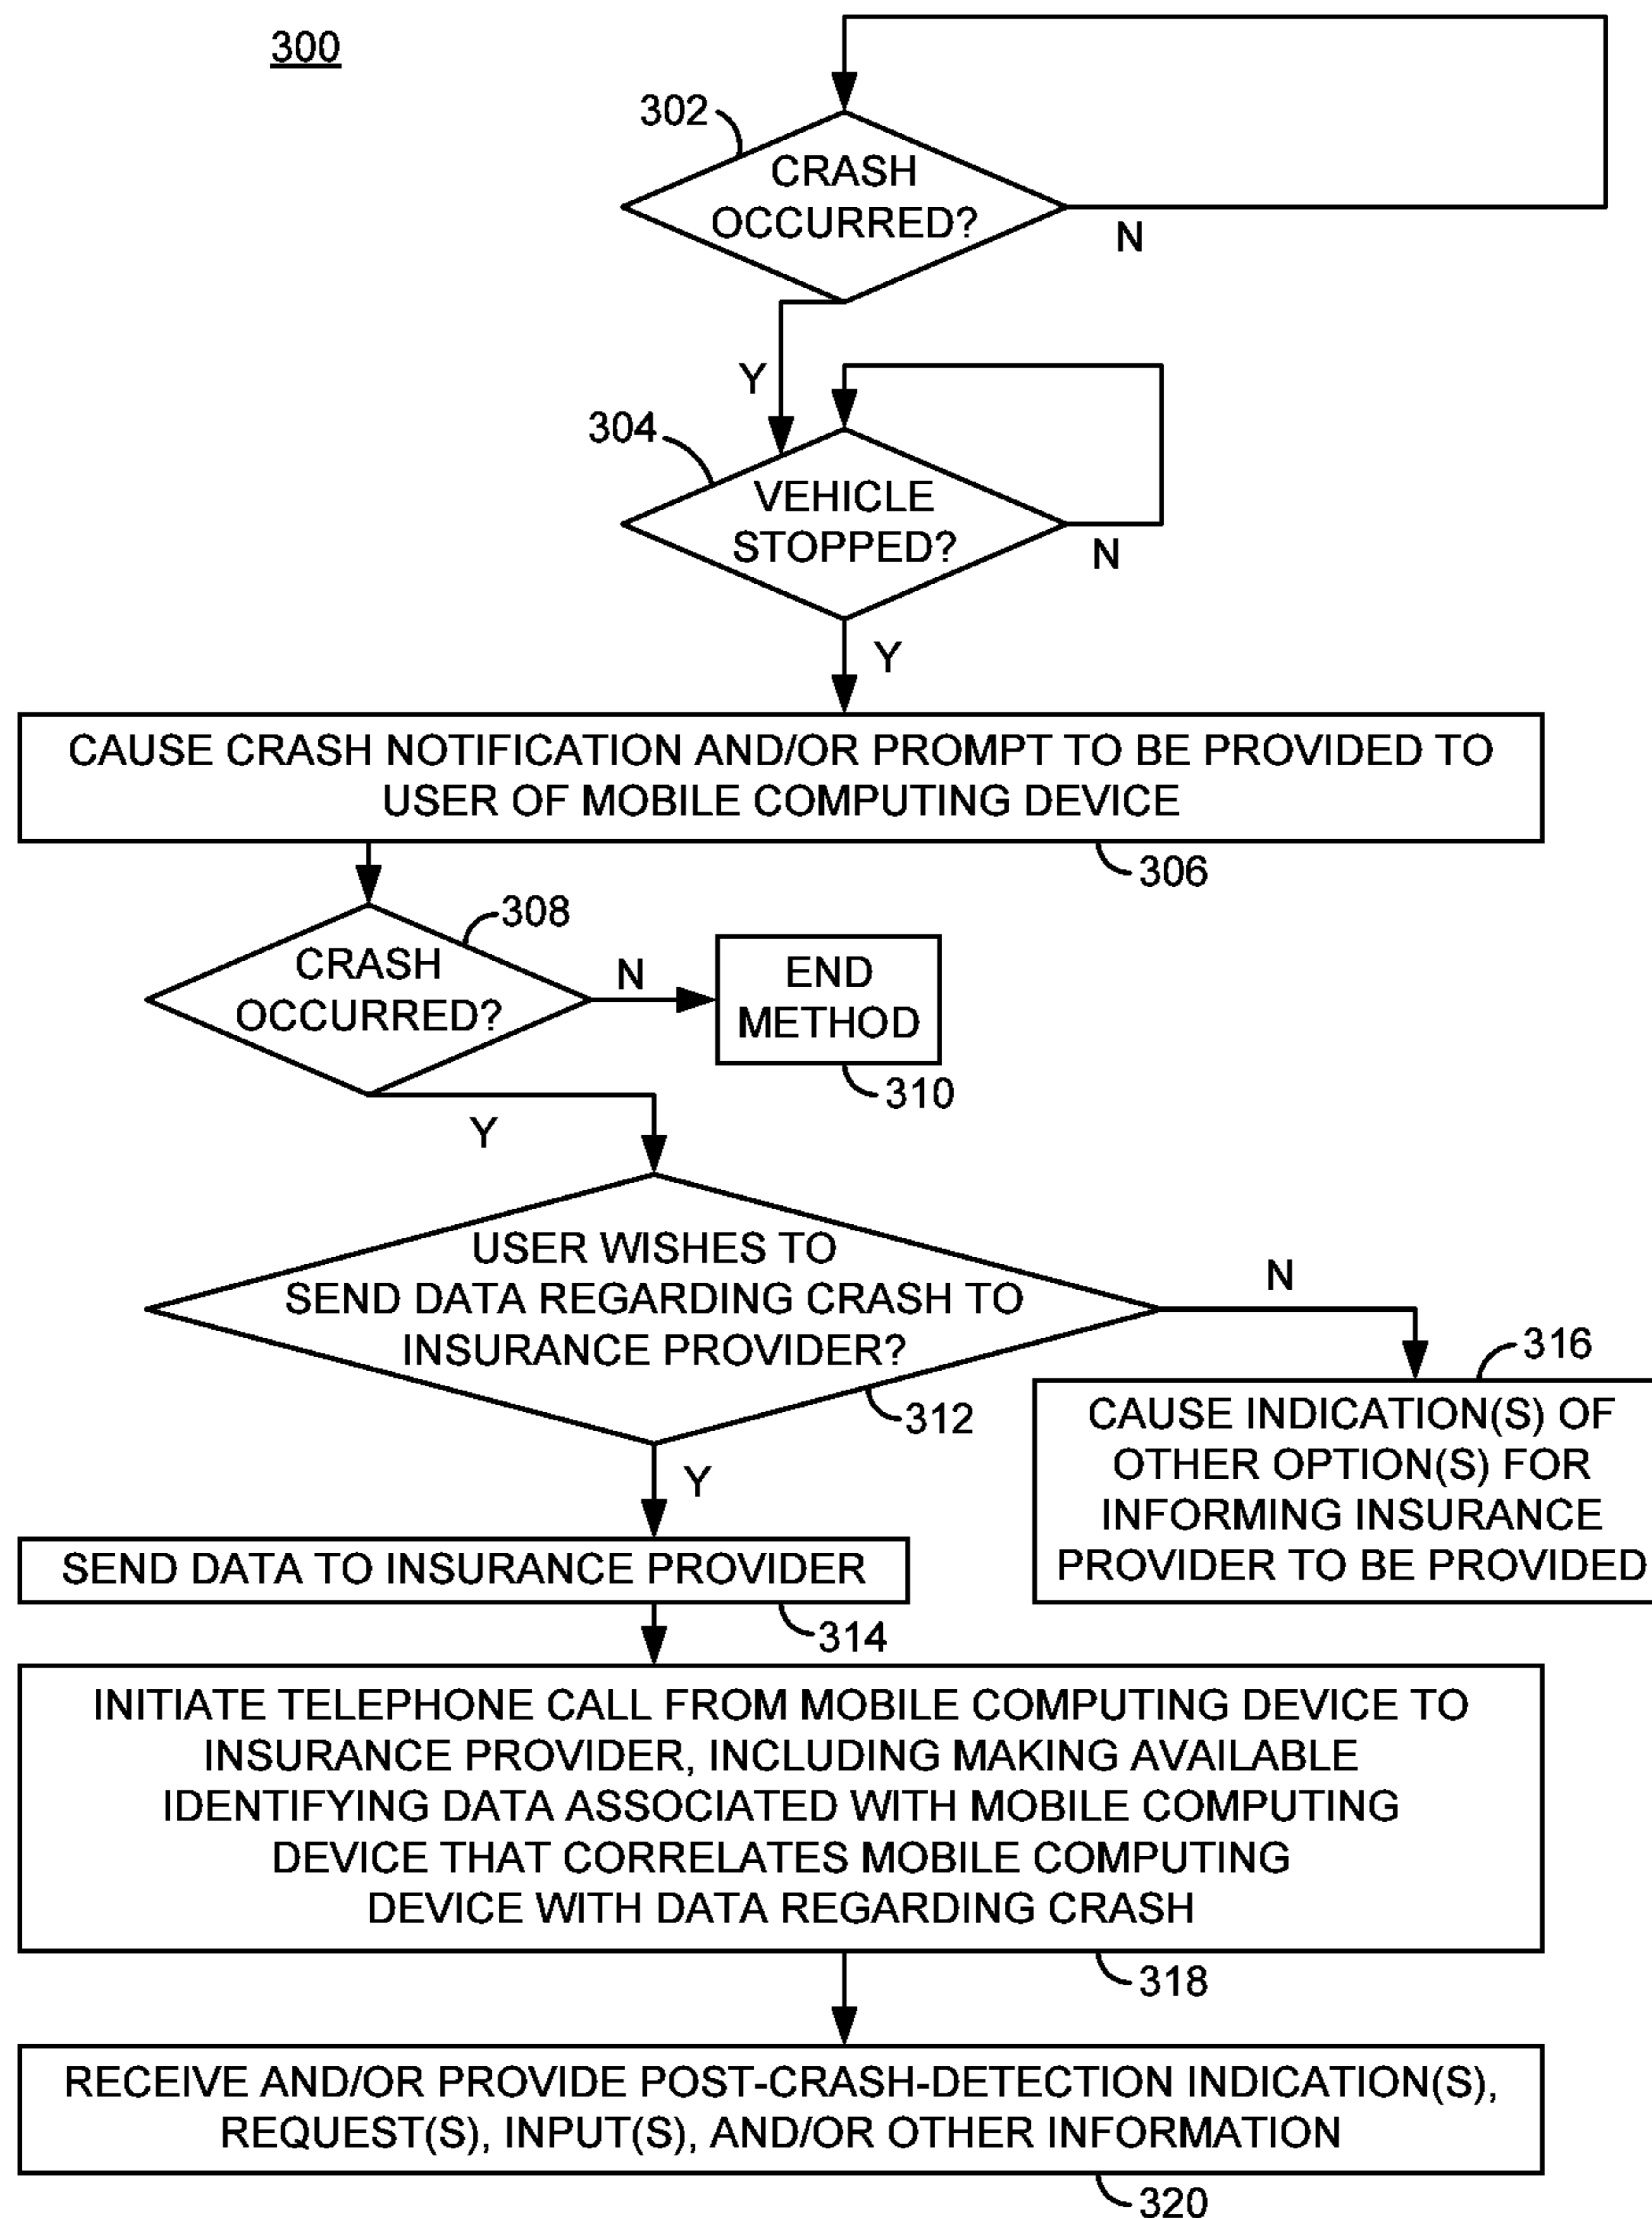 300
302
CRASH
OCCURRED?
N
Y
304
VEHICLE
STOPPED?
N
Y
CAUSE CRASH NOTIFICATION AND/OR PROMPT TO BE PROVIDED TO
USER OF MOBILE COMPUTING DEVICE
306
308
CRASH
OCCURRED?
N
END
METHOD
310
Y
USER WISHES TO
SEND DATA REGARDING CRASH TO
INSURANCE PROVIDER?
N
312
316
CAUSE INDICATION(S) OF
OTHER OPTION(S) FOR
INFORMING INSURANCE
PROVIDER TO BE PROVIDED
Y
SEND DATA TO INSURANCE PROVIDER
314
INITIATE TELEPHONE CALL FROM MOBILE COMPUTING DEVICE TO
INSURANCE PROVIDER, INCLUDING MAKING AVAILABLE
IDENTIFYING DATA ASSOCIATED WITH MOBILE COMPUTING
DEVICE THAT CORRELATES MOBILE COMPUTING
DEVICE WITH DATA REGARDING CRASH
318
RECEIVE AND/OR PROVIDE POST-CRASH-DETECTION INDICATION(S),
REQUEST(S), INPUT(S), AND/OR OTHER INFORMATION
320